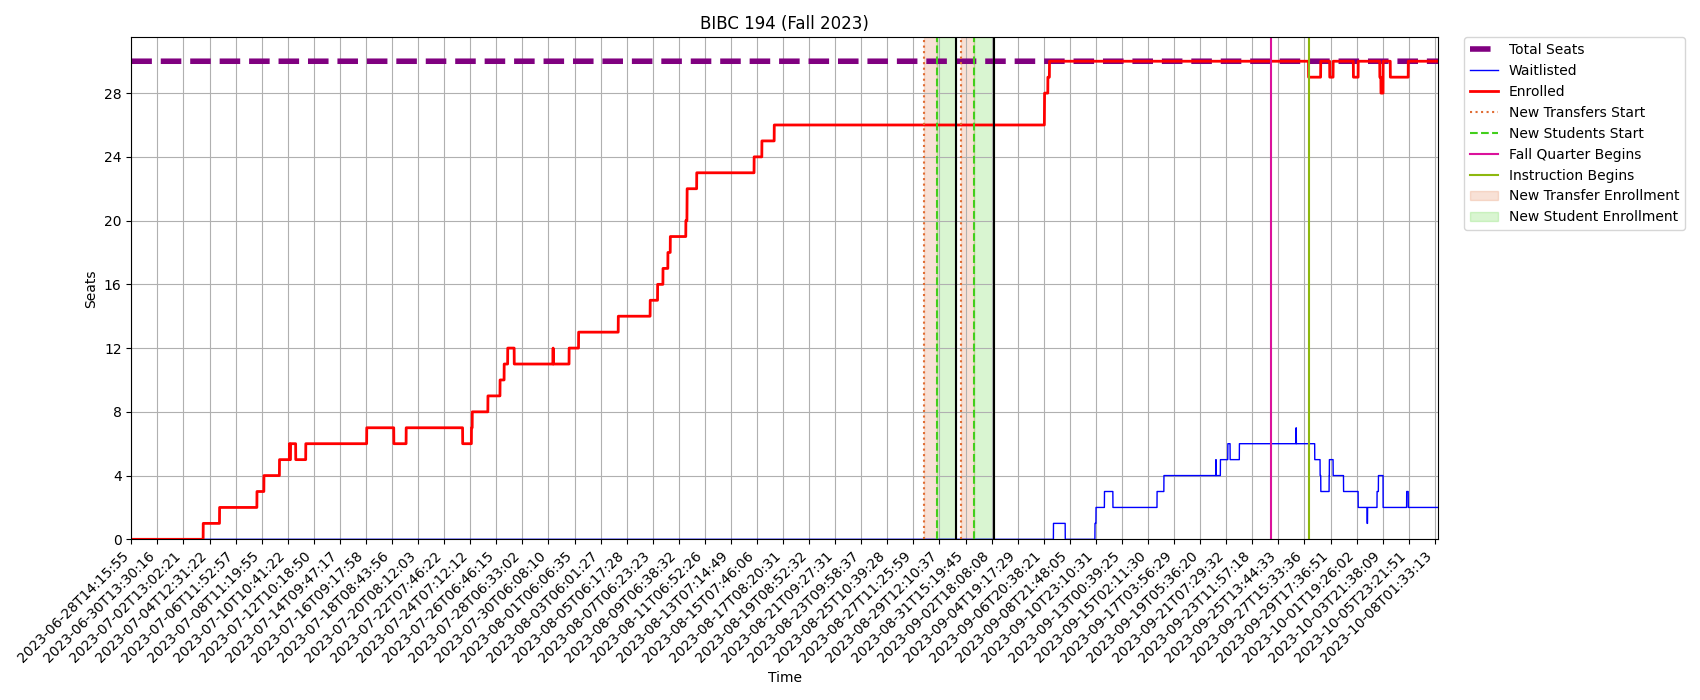 BIBC 194 (Fall 2023)
Seats
28
24
20
16
12
8
4
0
2023-06-28T14:15:55
2023-06-30T13:30:16
2023-07-02T13:02:21
2023-07-04T12:31:22
2023-07-06T11:52:57
2023-07-08T11:19:55
2023-07-10T10:41:22
2023-07-12T10:18:50
2023-07-14T09:47:17
2023-07-16T09:17:58
2023-07-18T08:43:56
2023-07-20T08:12:03
2023-07-22T07:46:22
2023-07-24T07:12:12
2023-07-26T06:46:15
2023-07-28T06:33:02
2023-07-30T06:08:10
2023-08-01T06:06:35
2023-08-03T06:01:27
2023-08-05T06:17:28
2023-08-07T06:23:23
2023-08-09T06:38:32
2023-08-11T06:52:26
2023-08-13T07:14:49
2023-08-15T07:46:06
2023-08-17T08:20:31
2023-08-19T08:52:32
2023-08-21T09:27:31
2023-08-23T09:58:37
2023-08-25T10:39:28
2023-08-27T11:25:59
2023-08-29T12:10:37
2023-08-31T15:19:45
2023-09-02T18:08:08
2023-09-04T19:17:29
2023-09-06T20:38:21
2023-09-08T21:48:05
2023-09-10T23:10:31
2023-09-13T00:39:25
2023-09-15T02:11:30
2023-09-17T03:56:29
2023-09-19T05:36:20
2023-09-21T07:29:32
2023-09-23T11:57:18
2023-09-25T13:44:33
2023-09-27T15:33:36
2023-09-29T17:36:51
2023-10-01T19:26:02
2023-10-03T21:38:09
2023-10-05T23:21:51
2023-10-08T01:33:13
Time
Total Seats
Waitlisted
Enrolled
New Transfers Start
New Students Start
Fall Quarter Begins
Instruction Begins
New Transfer Enrollment
New Student Enrollment